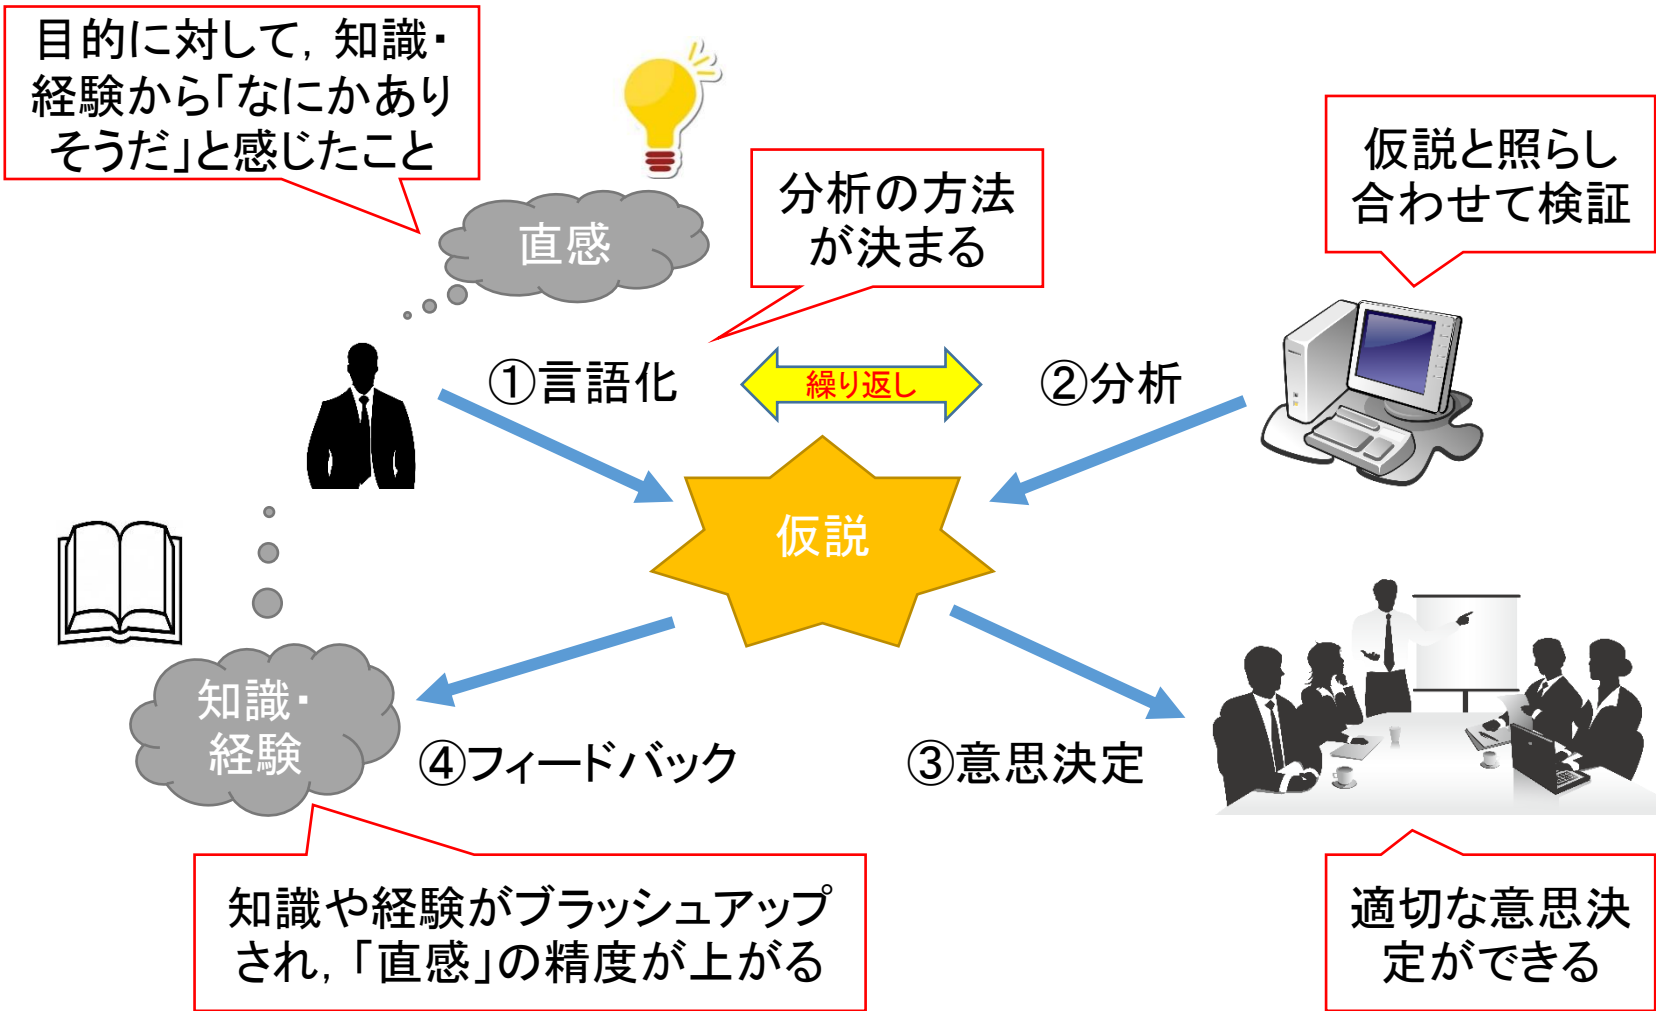 目的に対して，知識・
経験から「なにかあり
そうだ」と感じたこと
直感
分析の方法
が決まる
仮説と照らし
合わせて検証
①言語化
繰り返し
②分析
仮説
知識・
経験
④フィードバック
③意思決定
知識や経験がブラッシュアップ
され，「直感」の精度が上がる
適切な意思決
定ができる